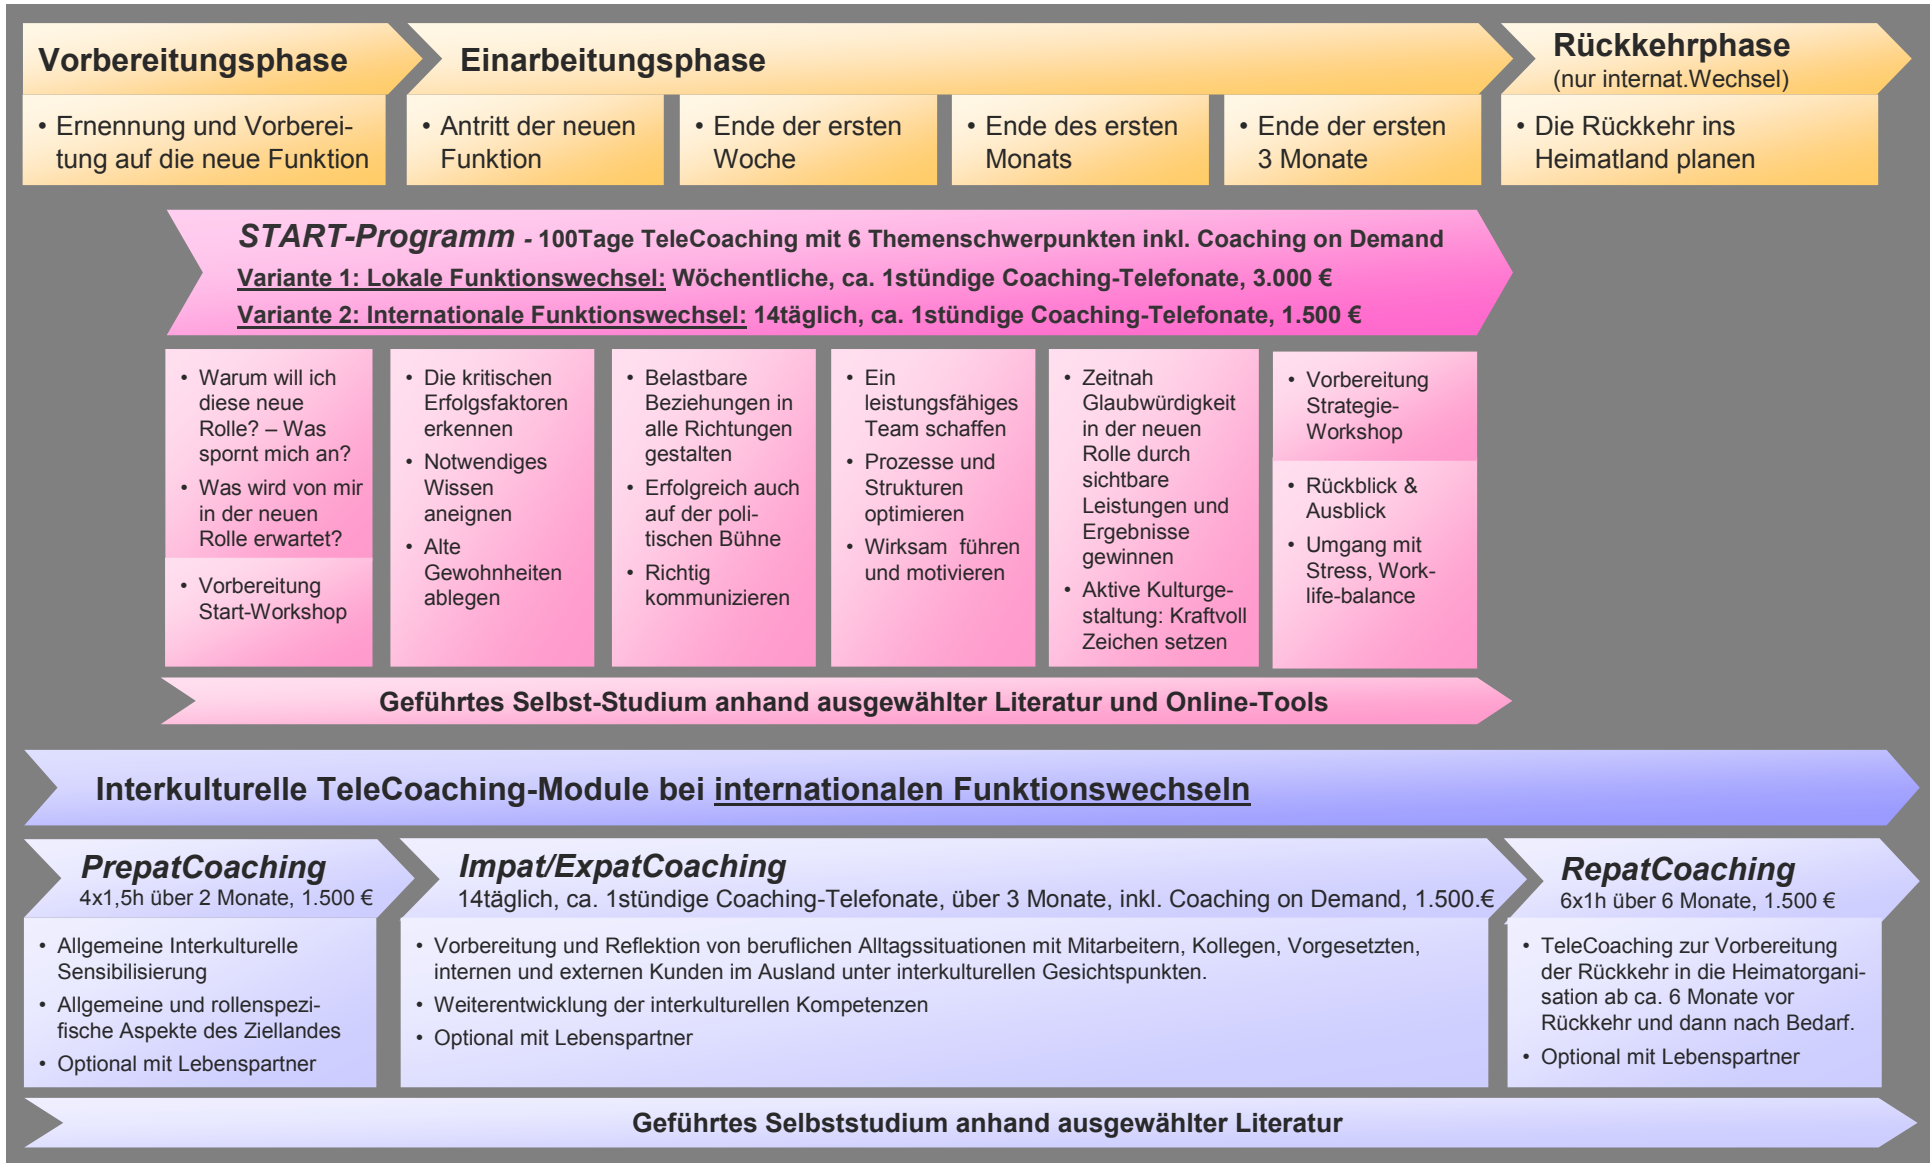 Vorbereitungsphase
Einarbeitungsphase
Rückkehrphase
(nur internat.Wechsel)
• Ernennung und Vorberei-
tung auf die neue Funktion
• Antritt der neuen
Funktion
• Ende der ersten
Woche
• Ende des ersten
Monats
• Ende der ersten
3 Monate
• Die Rückkehr ins
Heimatland planen
START-Programm - 100Tage TeleCoaching mit 6 Themenschwerpunkten inkl. Coaching on Demand
Variante 1: Lokale Funktionswechsel: Wöchentliche, ca. 1stündige Coaching-Telefonate, 3.000 €
Variante 2: Internationale Funktionswechsel: 14täglich, ca. 1stündige Coaching-Telefonate, 1.500 €
• Warum will ich
diese neue
Rolle? – Was
spornt mich an?
• Was wird von mir
in der neuen
Rolle erwartet?
• Vorbereitung
Start-Workshop
• Die kritischen
Erfolgsfaktoren
erkennen
• Notwendiges
Wissen
aneignen
• Alte
Gewohnheiten
ablegen
• Belastbare
Beziehungen in
alle Richtungen
gestalten
• Erfolgreich auch
auf der poli-
tischen Bühne
• Richtig
kommunizieren
• Ein
leistungsfähiges
Team schaffen
• Prozesse und
Strukturen
optimieren
• Wirksam führen
und motivieren
• Zeitnah
Glaubwürdigkeit
in der neuen
Rolle durch
sichtbare
Leistungen und
Ergebnisse
gewinnen
• Aktive Kulturge-
staltung: Kraftvoll
Zeichen setzen
• Vorbereitung
Strategie-
Workshop
• Rückblick &
Ausblick
• Umgang mit
Stress, Work-
life-balance
Geführtes Selbst-Studium anhand ausgewählter Literatur und Online-Tools
Interkulturelle TeleCoaching-Module bei internationalen Funktionswechseln
PrepatCoaching
4x1,5h über 2 Monate, 1.500 €
• Allgemeine Interkulturelle
Sensibilisierung
• Allgemeine und rollenspezi-
fische Aspekte des Ziellandes
• Optional mit Lebenspartner
Impat/ExpatCoaching
14täglich, ca. 1stündige Coaching-Telefonate, über 3 Monate, inkl. Coaching on Demand, 1.500.€
• Vorbereitung und Reflektion von beruflichen Alltagssituationen mit Mitarbeitern, Kollegen, Vorgesetzten,
internen und externen Kunden im Ausland unter interkulturellen Gesichtspunkten.
• Weiterentwicklung der interkulturellen Kompetenzen
• Optional mit Lebenspartner
RepatCoaching
6x1h über 6 Monate, 1.500 €
• TeleCoaching zur Vorbereitung
der Rückkehr in die Heimatorgani-
sation ab ca. 6 Monate vor
Rückkehr und dann nach Bedarf.
• Optional mit Lebenspartner
Geführtes Selbststudium anhand ausgewählter Literatur